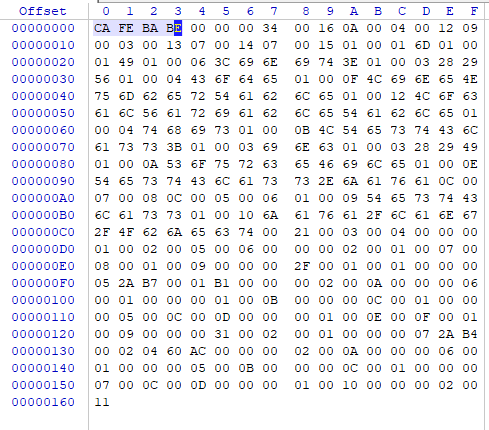 Offset 0 1 2 3 4 5 6 7 8 9 A B C D E F
00000000 CA FE BA BE 00 00 00 34 00 16 0A 00 04 00 12 09
00000010 00 03 00 13 07 00 14 07 00 15 01 00 01 6D 01 00
00000020 01 49 01 00 06 3C 69 6E 69 74 3E 01 00 03 28 29
00000030 56 01 00 04 43 6F 64 65 01 00 0F 4C 69 6E 65 4E
00000040 75 6D 62 65 72 54 61 62 6C 65 01 00 12 4C 6F 63
00000050 61 6C 56 61 72 69 61 62 6C 65 54 61 62 6C 65 01
00000060 00 04 74 68 69 73 01 00 0B 4C 54 65 73 74 43 6C
00000070 61 73 73 3B 01 00 03 69 6E 63 01 00 03 28 29 49
00000080 01 00 0A 53 6F 75 72 63 65 46 69 6C 65 01 00 0E
00000090 54 65 73 74 43 6C 61 73 73 2E 6A 61 76 61 0C 00
000000A0 07 00 08 0C 00 05 00 06 01 00 09 54 65 73 74 43
000000B0 6C 61 73 73 01 00 10 6A 61 76 61 2F 6C 61 6E 67
000000C0 2F 4F 62 6A 65 63 74 00 21 00 03 00 04 00 00 00
000000D0 01 00 02 00 05 00 06 00 00 00 02 00 01 00 07 00
000000E0 08 00 01 00 09 00 00 00 2F 00 01 00 01 00 00 00
000000F0 05 2A B7 00 01 B1 00 00 00 02 00 0A 00 00 00 06
00000100 00 01 00 00 00 01 00 0B 00 00 00 0C 00 01 00 00
00000110 00 05 00 0C 00 0D 00 00 00 01 00 0E 00 0F 00 01
00000120 00 09 00 00 00 31 00 02 00 01 00 00 00 07 2A B4
00000130 00 02 04 60 AC 00 00 00 02 00 0A 00 00 00 06 00
00000140 01 00 00 00 05 00 0B 00 00 00 0C 00 01 00 00 00
00000150 07 00 0C 00 0D 00 00 00 01 00 10 00 00 00 02 00
00000160 11